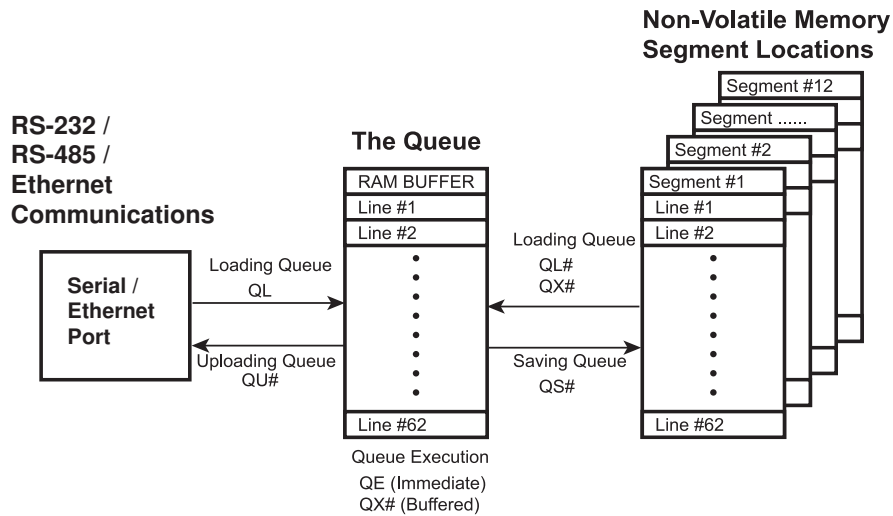 Non-Volatile Memory
Segment Locations
Segment #12
Segment ......
Segment #2
Segment #1
Line #1
Line #2
Line #62
RS-232 /
RS-485 /
Ethernet
Communications
Serial /
Ethernet
Port
Loading Queue
QL
Uploading Queue
QU#
The Queue
RAM BUFFER
Line #1
Line #2
Line #62
Loading Queue
QL#
QX#
Saving Queue
QS#
Queue Execution
QE (Immediate)
QX# (Buffered)